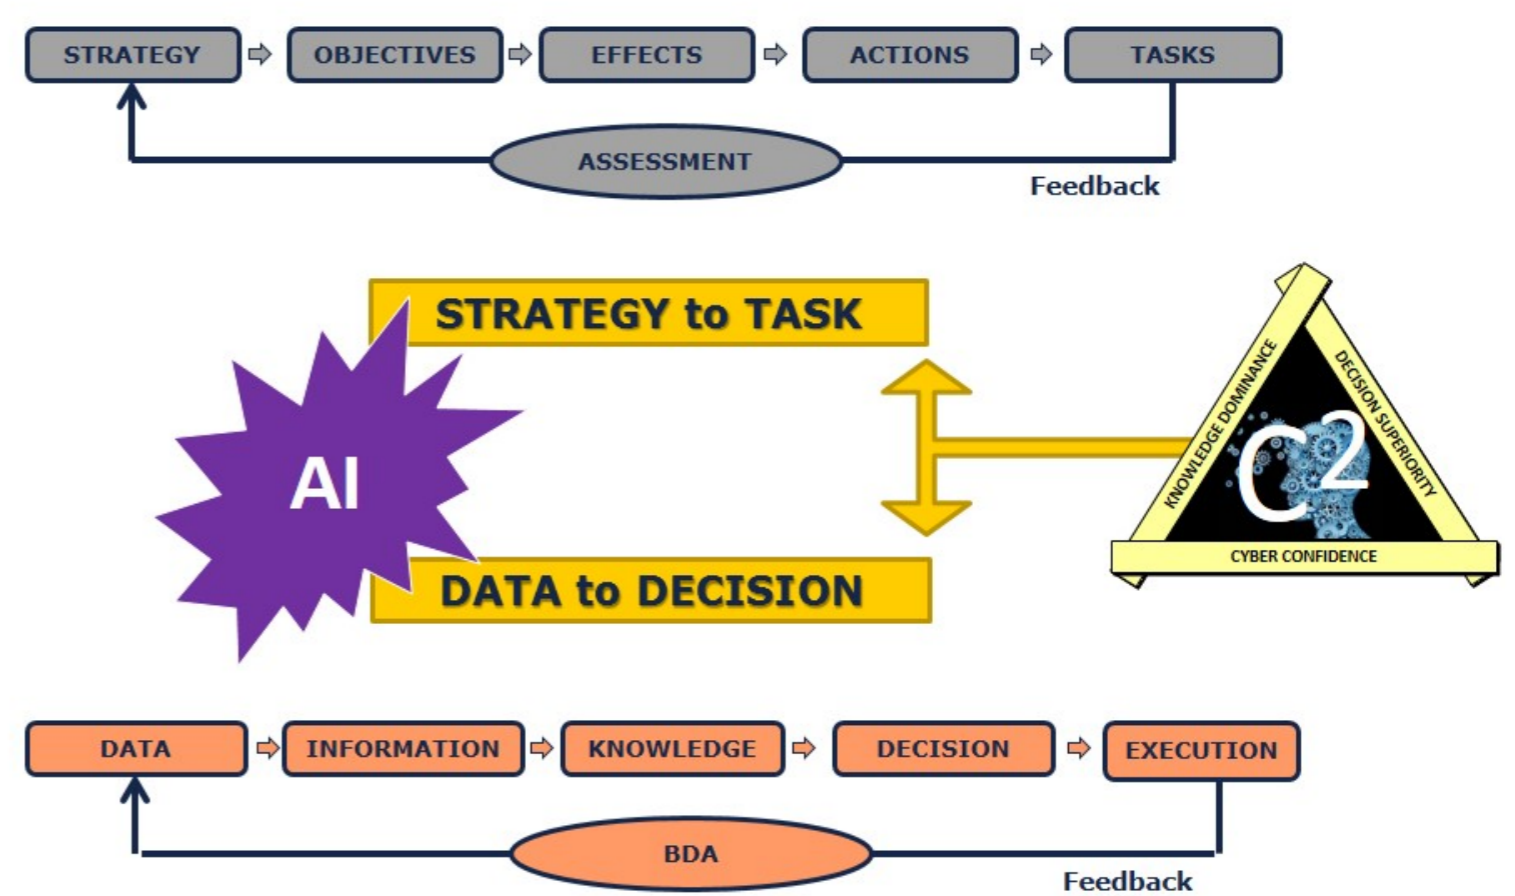 STRATEGY
OBJECTIVES
EFFECTS
ACTIONS
TASKS
ASSESSMENT
Feedback
STRATEGY to TASK
AI
KNOWLEDGE DOMINANCE
DECISION SUPERIORITY
C2
CYBER CONFIDENCE
DATA to DECISION
DATA
INFORMATION
KNOWLEDGE
DECISION
EXECUTION
BDA
Feedback